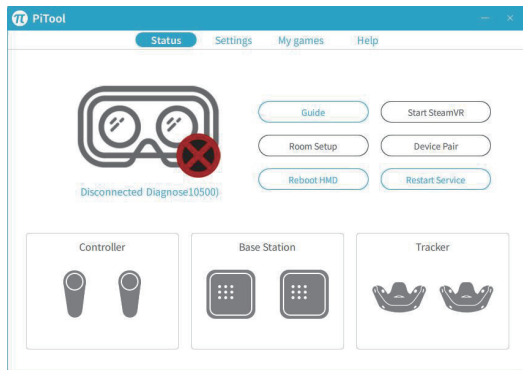 PiTool
Status Settings My games Help
Guide Start SteamVR
Room Setup Device Pair
Reboot HMD Restart Service
Disconnected Diagnose10500)
Controller Base Station Tracker